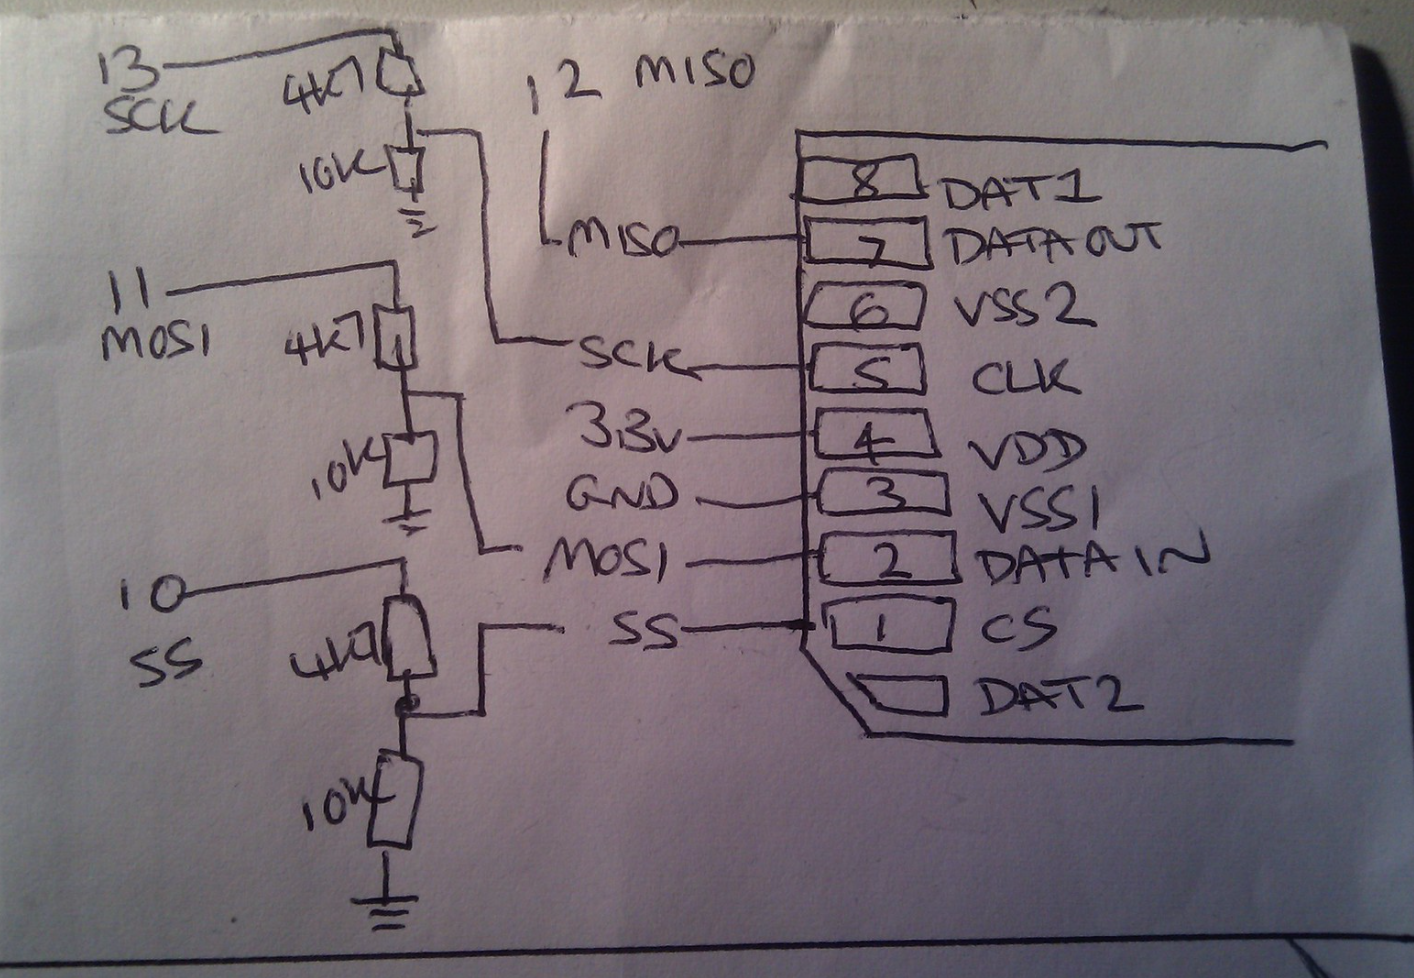 13
SCK
4K7
10K
12 MISO
11
MOSI
4K7
10K
10
SS
4K7
10K
MISO
SCK
3.3v
GND
MOSI
SS
8 DAT1
7 DATA OUT
6 VSS2
5 CLK
4 VDD
3 VSS1
2 DATA IN
1 CS
DAT2